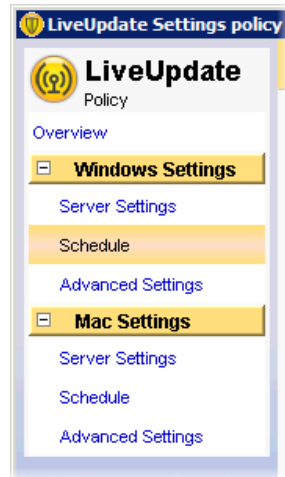 LiveUpdate Settings policy
LiveUpdate
Policy
Overview
Windows Settings
Server Settings
Schedule
Advanced Settings
Mac Settings
Server Settings
Schedule
Advanced Settings